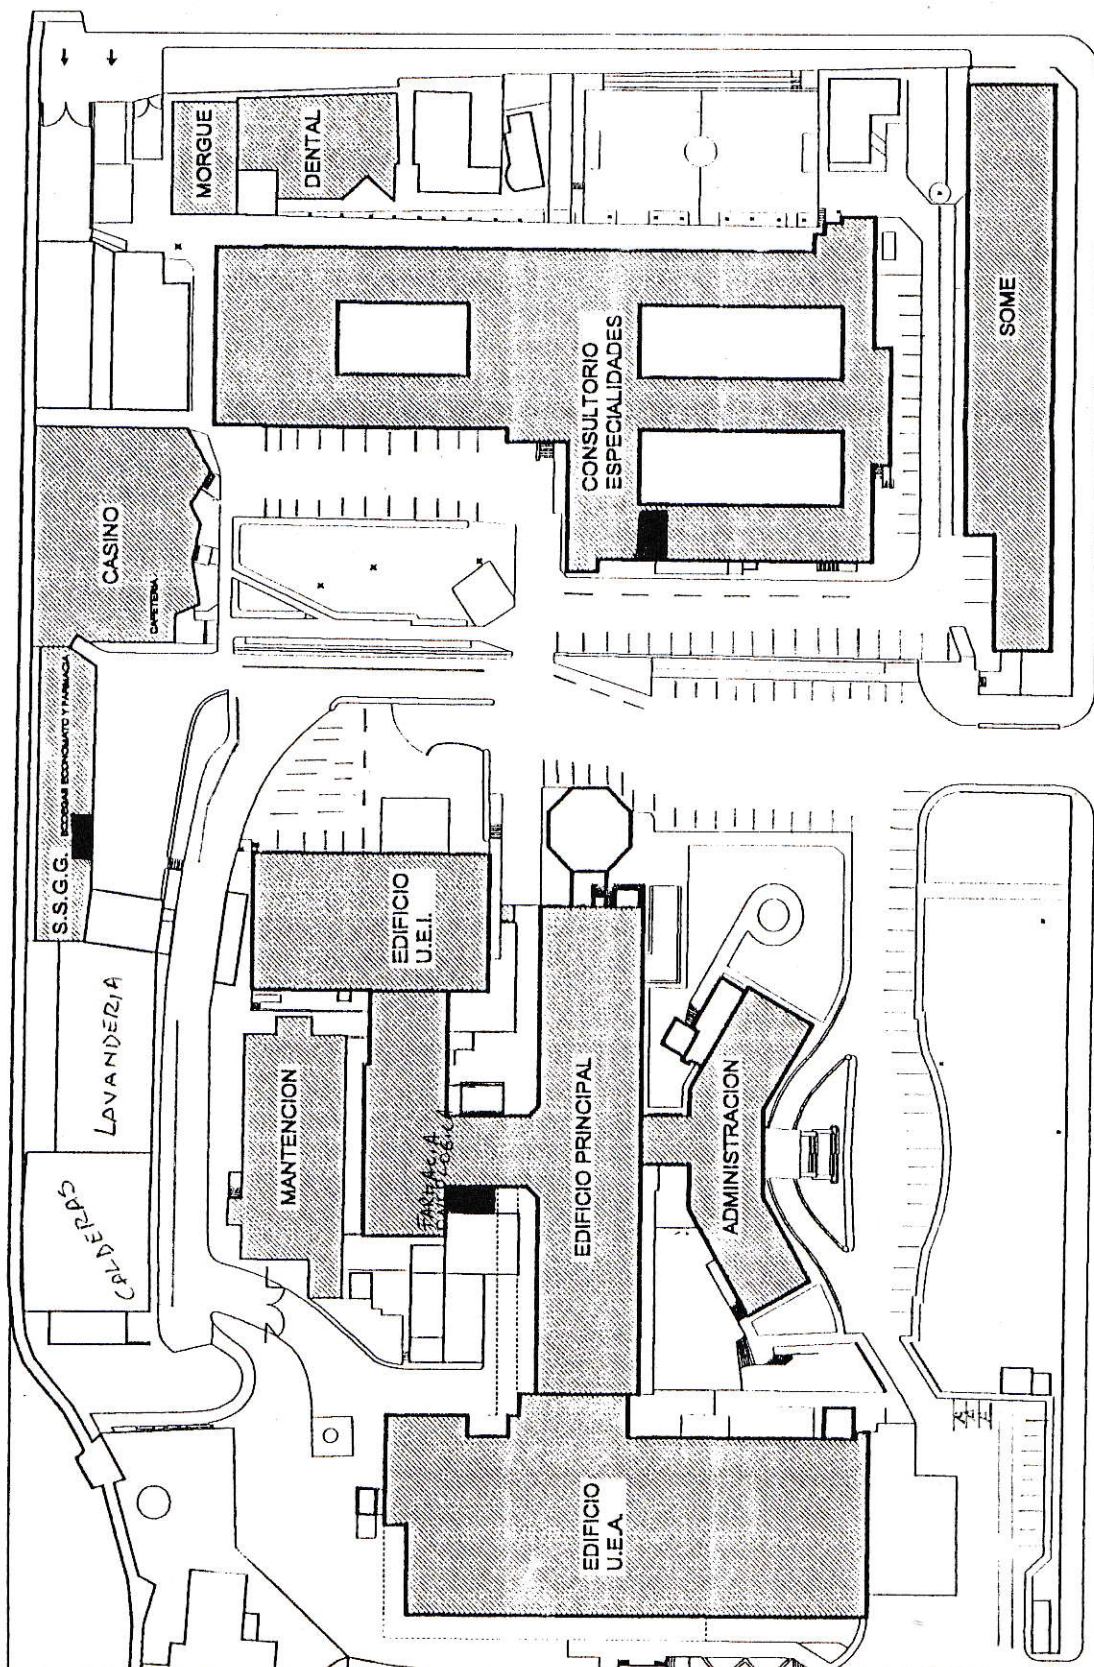 MORGUE
DENTAL
CONSULTORIO
ESPECIALIDADES
SOME
CASINO
CAFETERIA
S.S.G.G. BODEGAS ECONOMATO Y FARMACIA
LAVANDERIA
CALDERAS
EDIFICIO
U.E.I.
MANTENCION
FARMACIA
EDIFICIO PRINCIPAL
ADMINISTRACION
EDIFICIO
U.E.A.